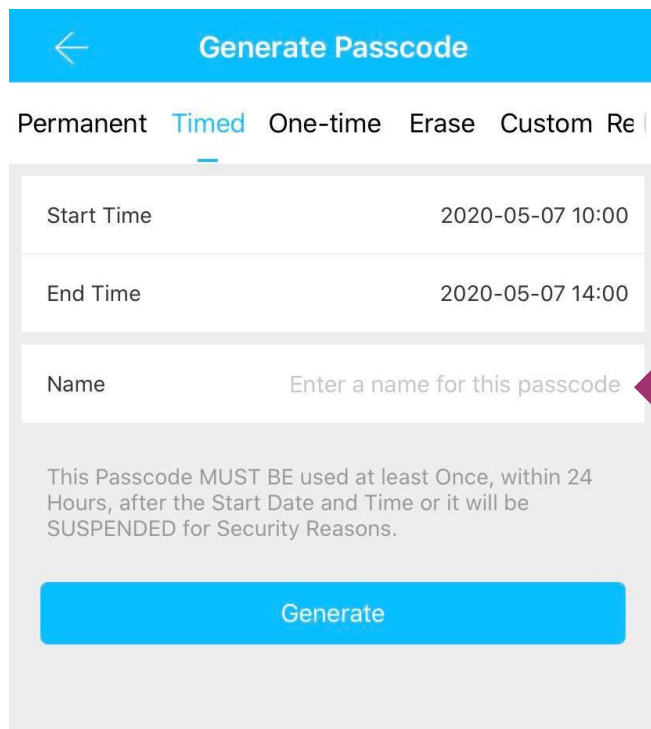 Generate Passcode
Permanent Timed One-time Erase Custom Re
Start Time 2020-05-07 10:00
End Time 2020-05-07 14:00
Name Enter a name for this passcode
This Passcode MUST BE used at least Once, within 24
Hours, after the Start Date and Time or it will be
SUSPENDED for Security Reasons.
Generate